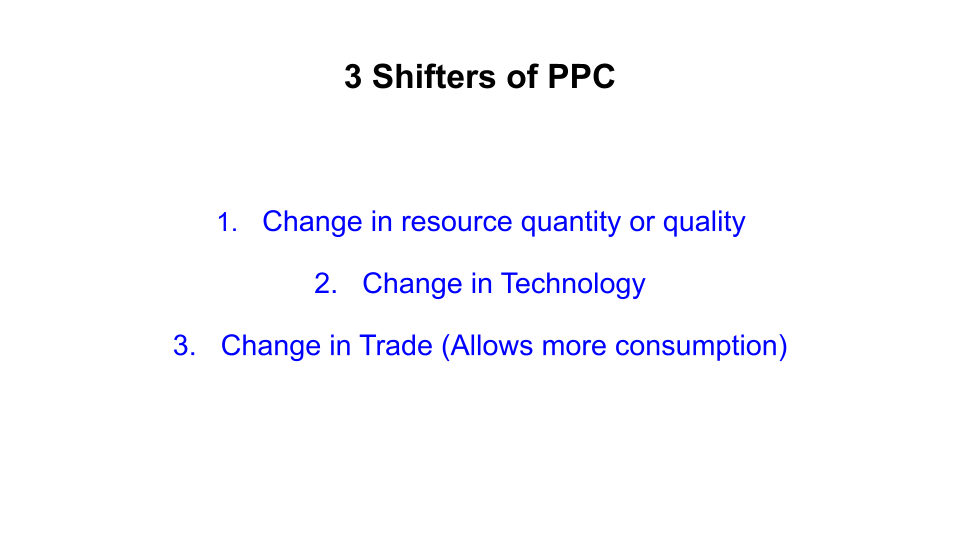 3 Shifters of PPC
1. Change in resource quantity or quality
2. Change in Technology
3. Change in Trade (Allows more consumption)